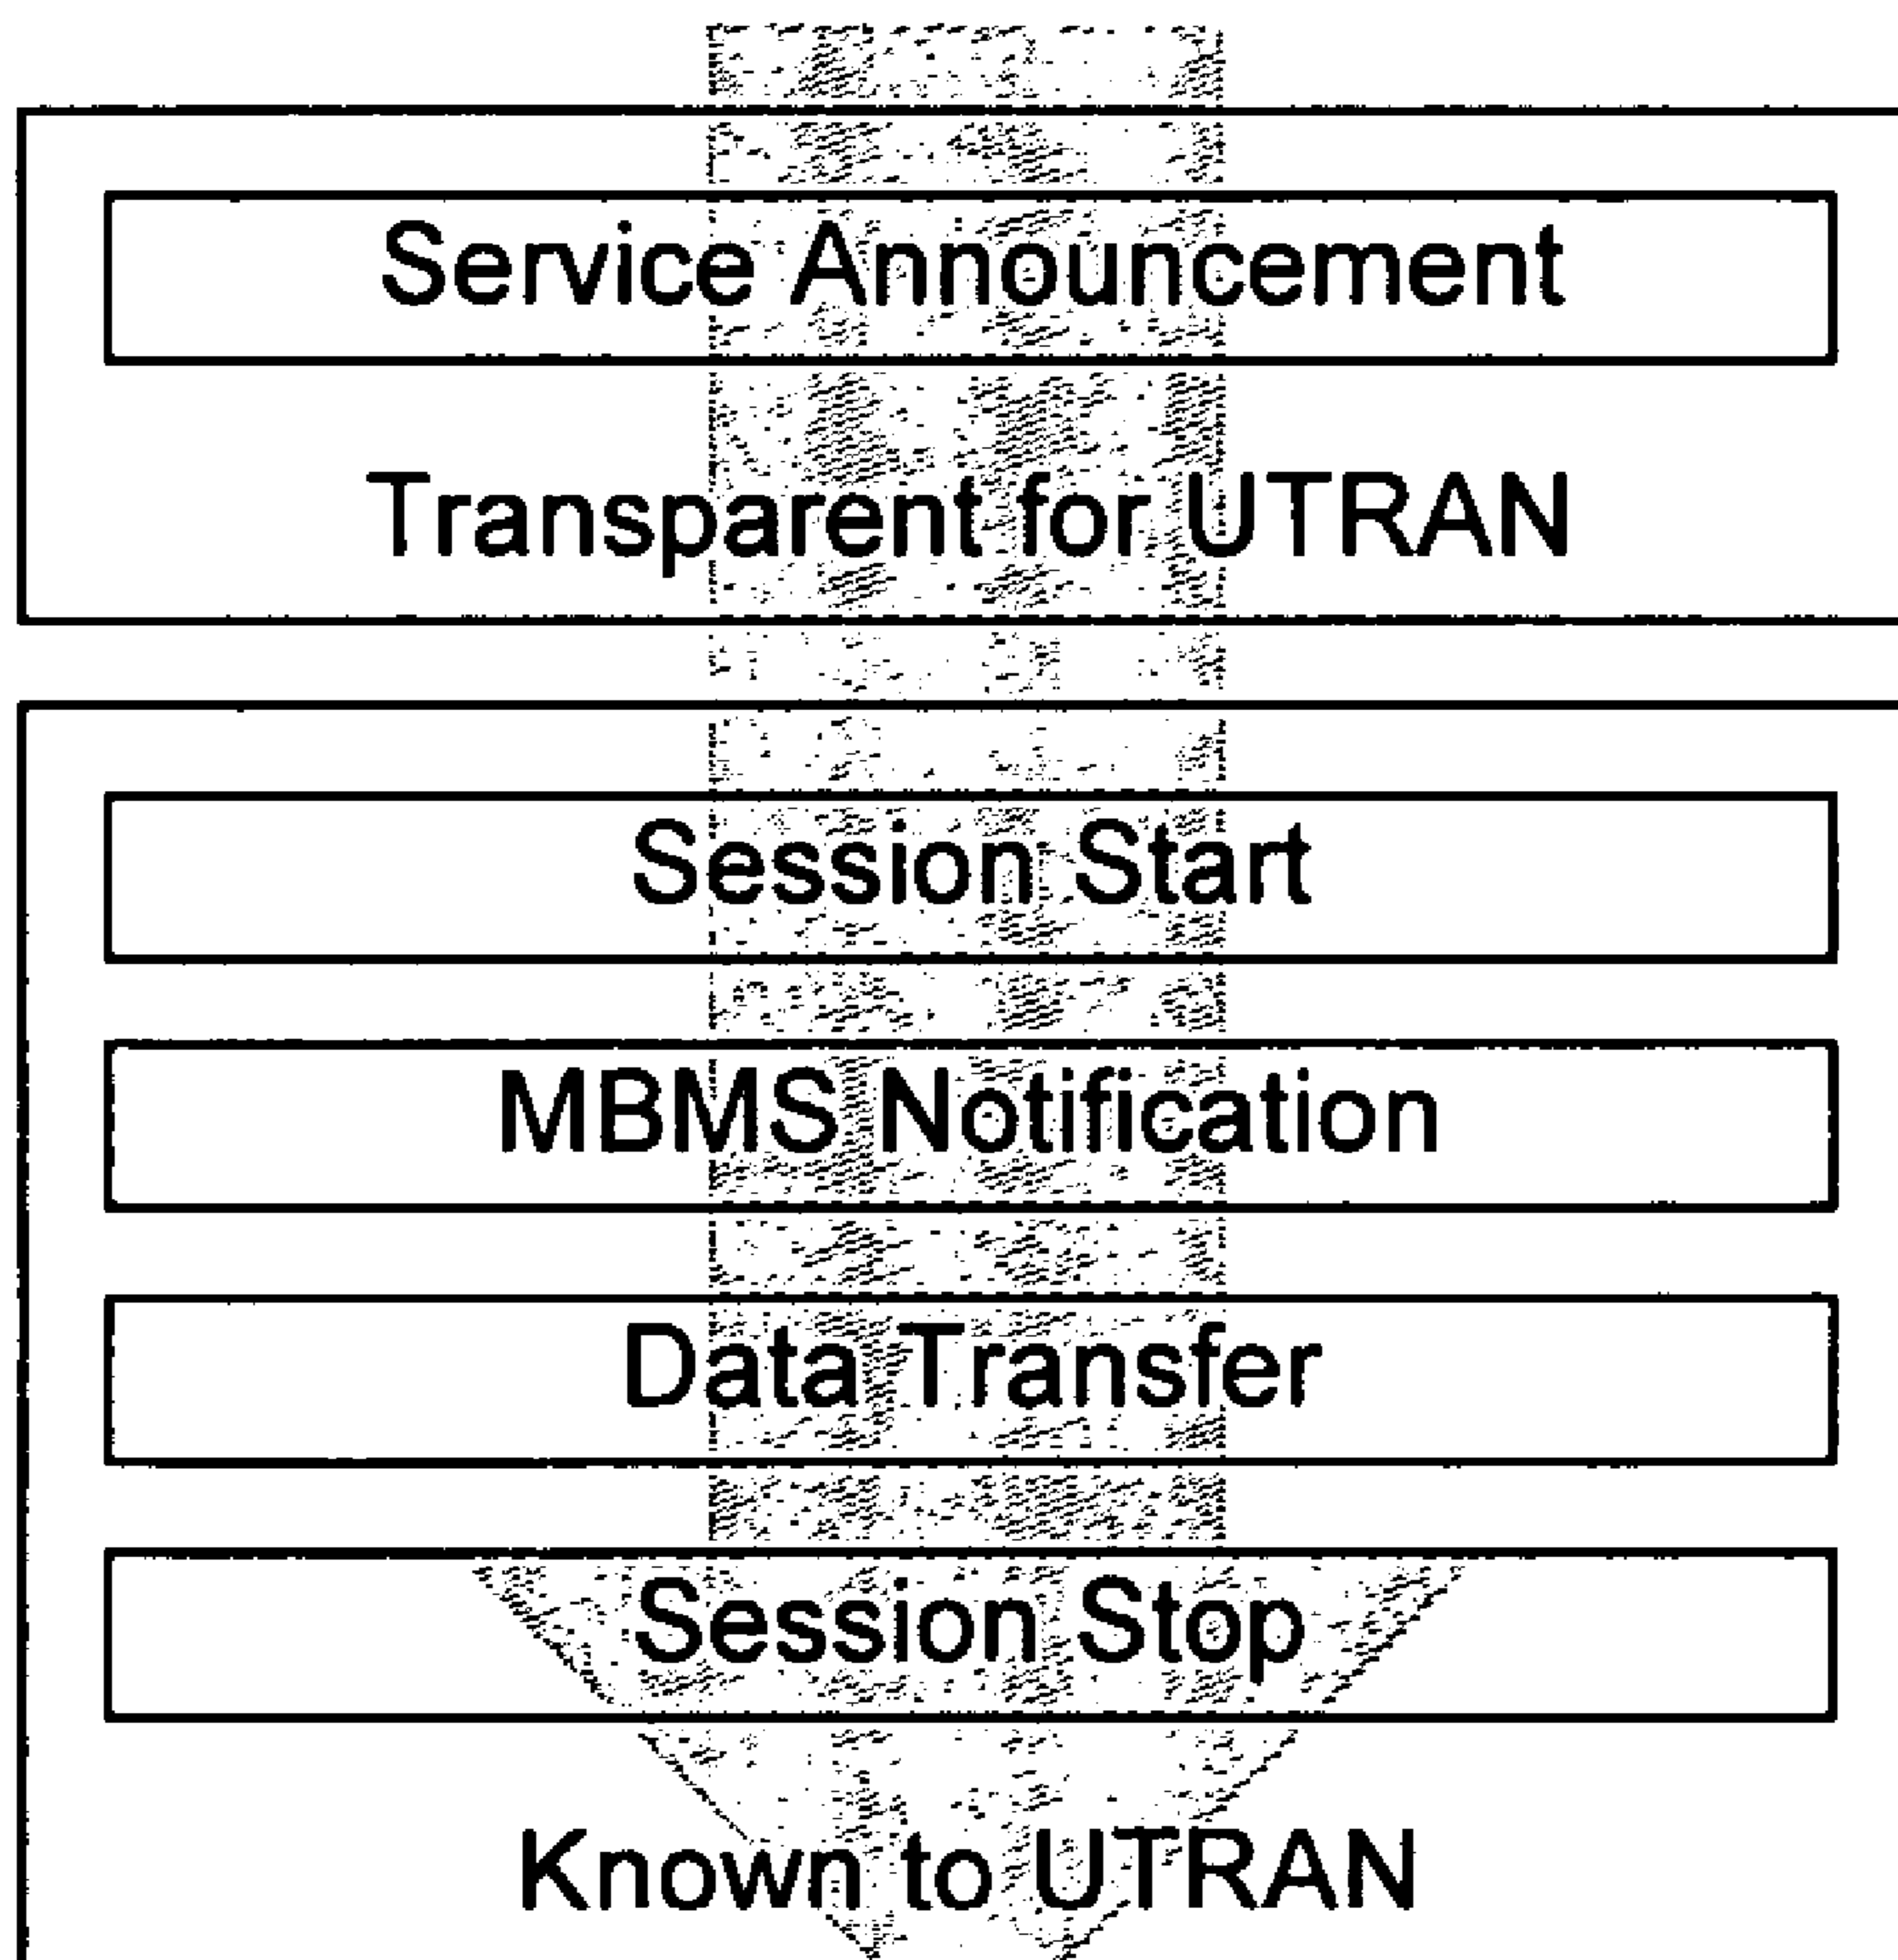 Service Announcement
Transparent for UTRAN
Session Start
MBMS Notification
Data Transfer
Session Stop
Known to UTRAN